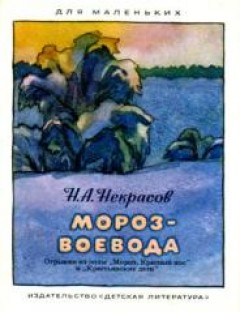 ДЛЯ МАЛЕНЬКИХ
Н.А. Некрасов
МОРОЗ-
ВОЕВОДА
Отрывки из поэм „Мороз, Красный нос"
и „Крестьянские дети"
ИЗДАТЕЛЬСТВО «ДЕТСКАЯ ЛИТЕРАТУРА»